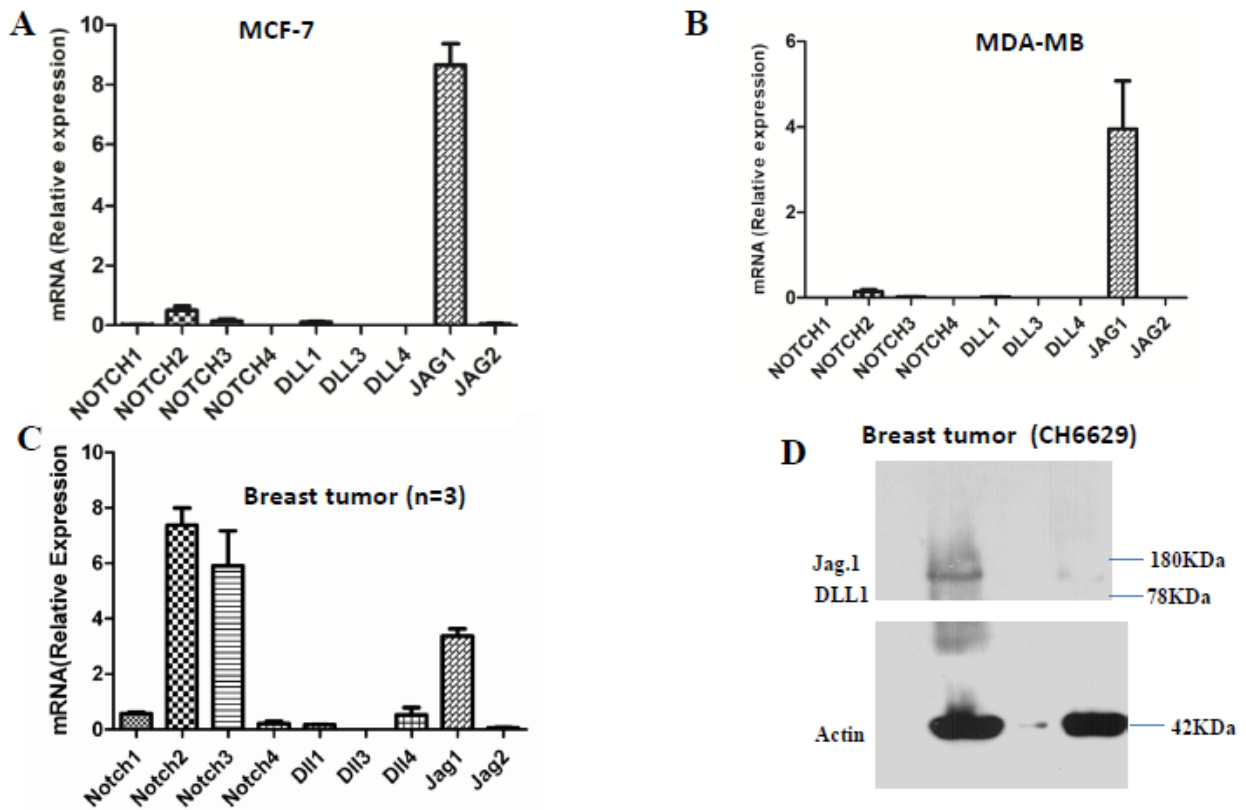 A
MCF-7
mRNA (Relative expression)
10
8
6
4
2
0
NOTCH1
NOTCH2
NOTCH3
NOTCH4
DLL1
DLL3
DLL4
JAG1
JAG2
B
MDA-MB
mRNA (Relative expression)
6
4
2
0
NOTCH1
NOTCH2
NOTCH3
NOTCH4
DLL1
DLL3
DLL4
JAG1
JAG2
C
Breast tumor (n=3)
mRNA(Relative Expression
10
8
6
4
2
0
Notch1
Notch2
Notch3
Notch4
Dll1
Dll3
Dll4
Jag1
Jag2
D
Breast tumor (CH6629)
Jag.1
180KDa
DLL1
78KDa
Actin
42KDa